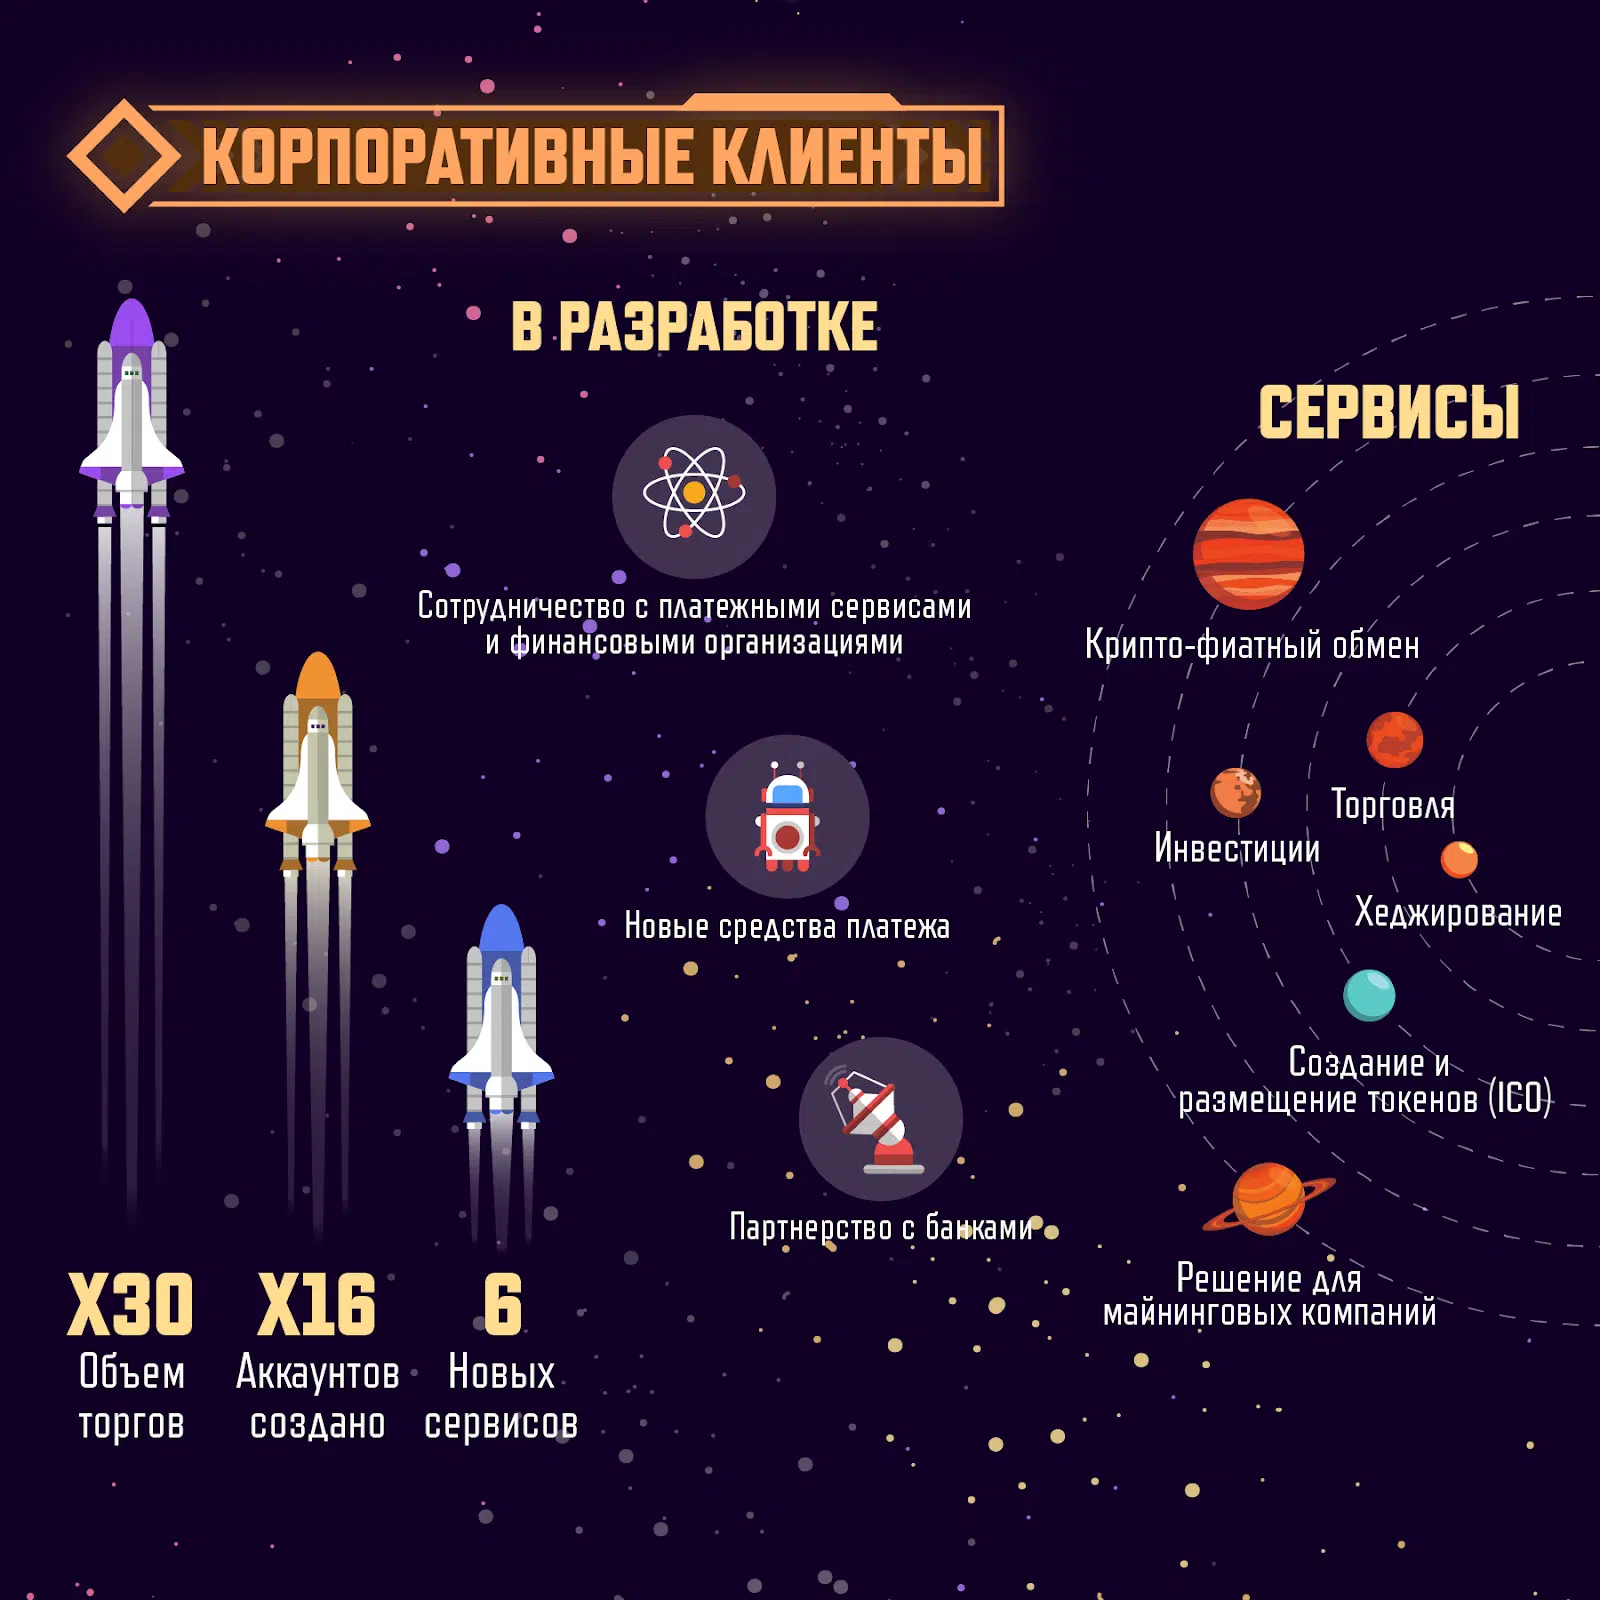 КОРПОРАТИВНЫЕ КЛИЕНТЫ
X30
Объем
торгов
X16
Аккаунтов
создано
6
Новых
сервисов
В РАЗРАБОТКЕ
Сотрудничество с платежными сервисами
и финансовыми организациями
Новые средства платежа
Партнерство с банками
СЕРВИСЫ
Крипто-фиатный обмен
Торговля
Инвестиции
Хеджирование
Создание и
размещение токенов (ICO)
Решение для
майнинговых компаний